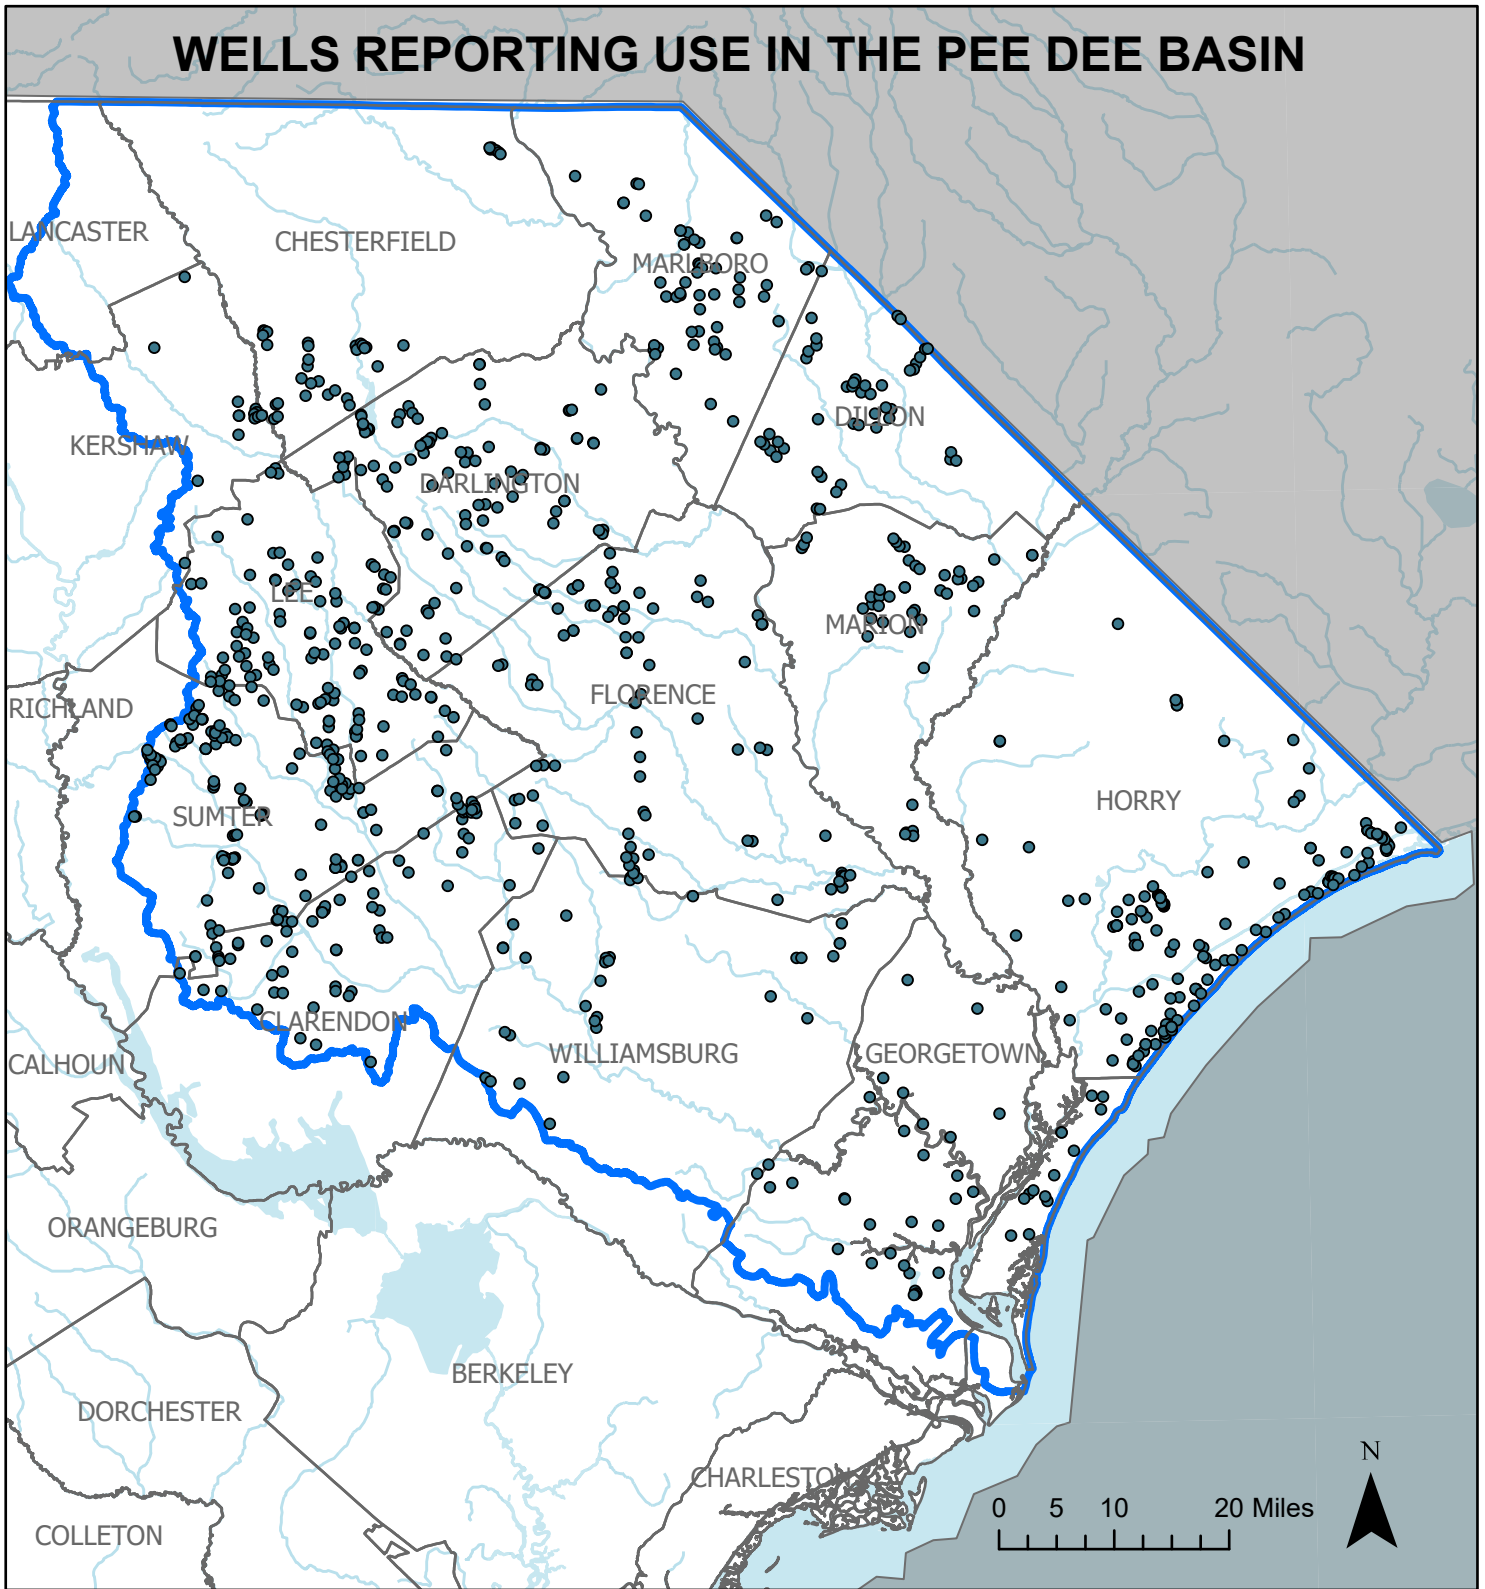 WELLS REPORTING USE IN THE PEE DEE BASIN
LANCASTER
CHESTERFIELD
MARLBORO
DILLON
KERSHAW
DARLINGTON
LEE
MARION
RICHLAND
FLORENCE
HORRY
SUMTER
CLARENDON
WILLIAMSBURG
GEORGETOWN
CALHOUN
ORANGEBURG
BERKELEY
DORCHESTER
CHARLESTON
COLLETON
N
0 5 10 20 Miles